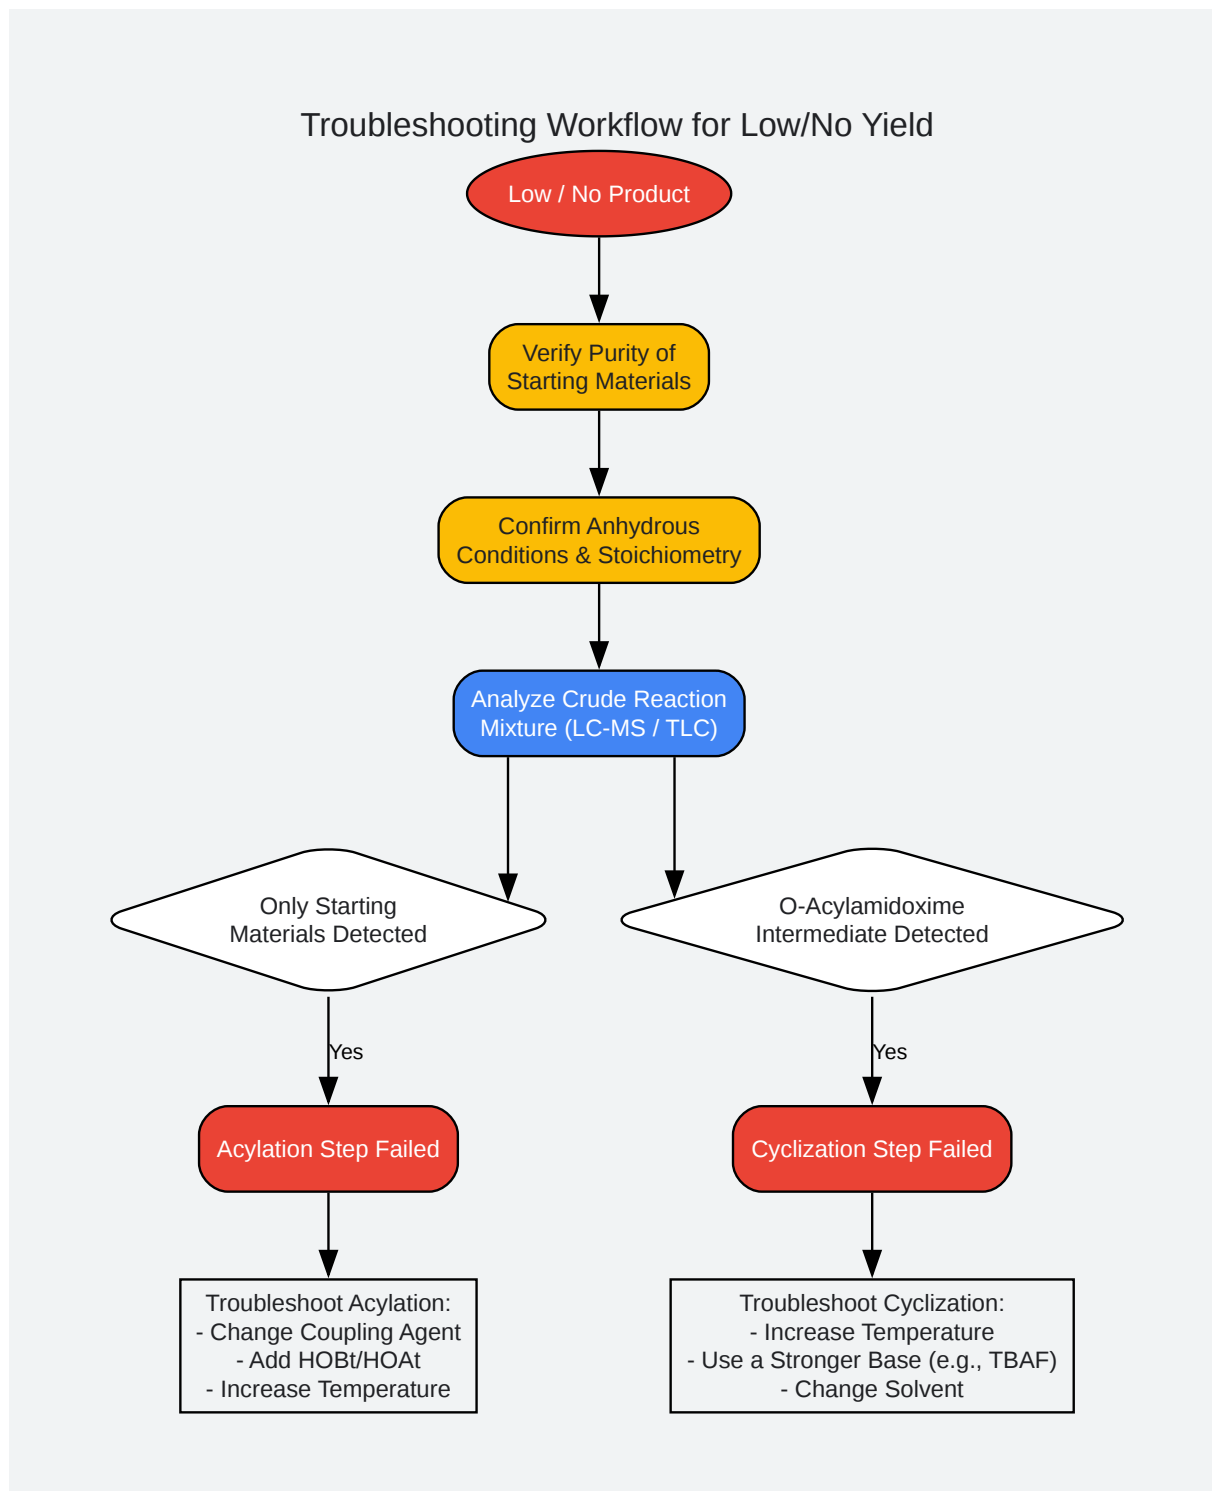 Troubleshooting Workflow for Low/No Yield
Low / No Product
Verify Purity of
Starting Materials
Confirm Anhydrous
Conditions & Stoichiometry
Analyze Crude Reaction
Mixture (LC-MS / TLC)
Only Starting
Materials Detected
O-Acylamidoxime
Intermediate Detected
Yes
Yes
Acylation Step Failed
Cyclization Step Failed
Troubleshoot Acylation:
- Change Coupling Agent
- Add HOBt/HOAt
- Increase Temperature
Troubleshoot Cyclization:
- Increase Temperature
- Use a Stronger Base (e.g., TBAF)
- Change Solvent